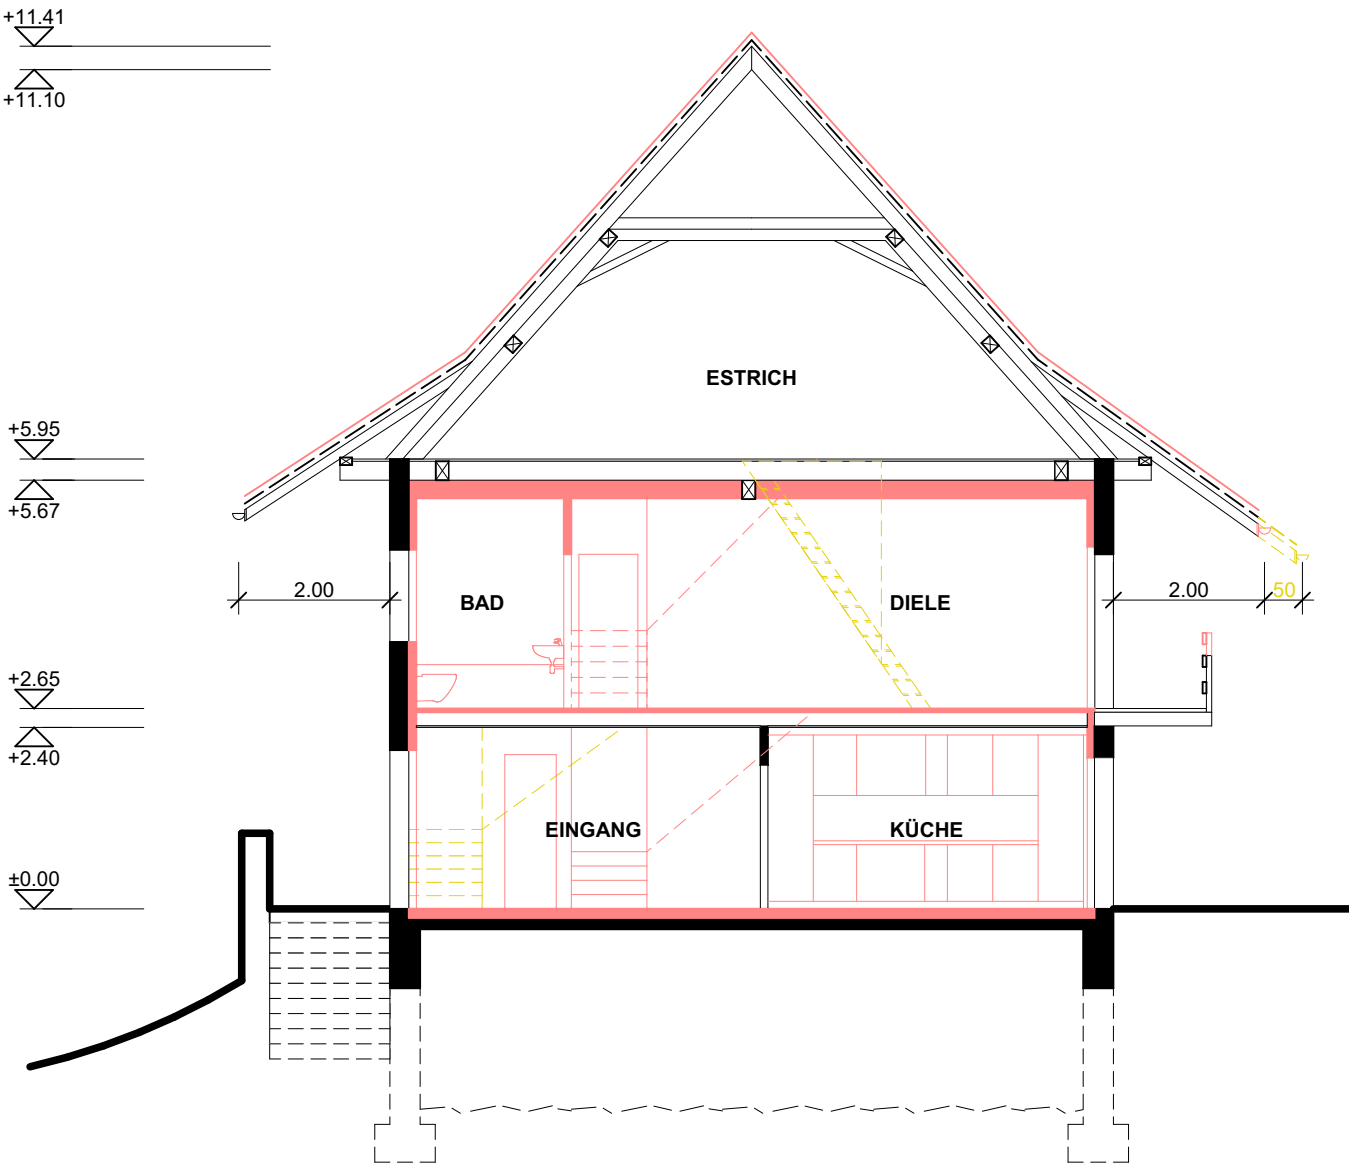 +11.41
+11.10
ESTRICH
+5.95
+5.67
2.00
BAD
DIELE
2.00
50
+2.65
+2.40
EINGANG
KÜCHE
±0.00